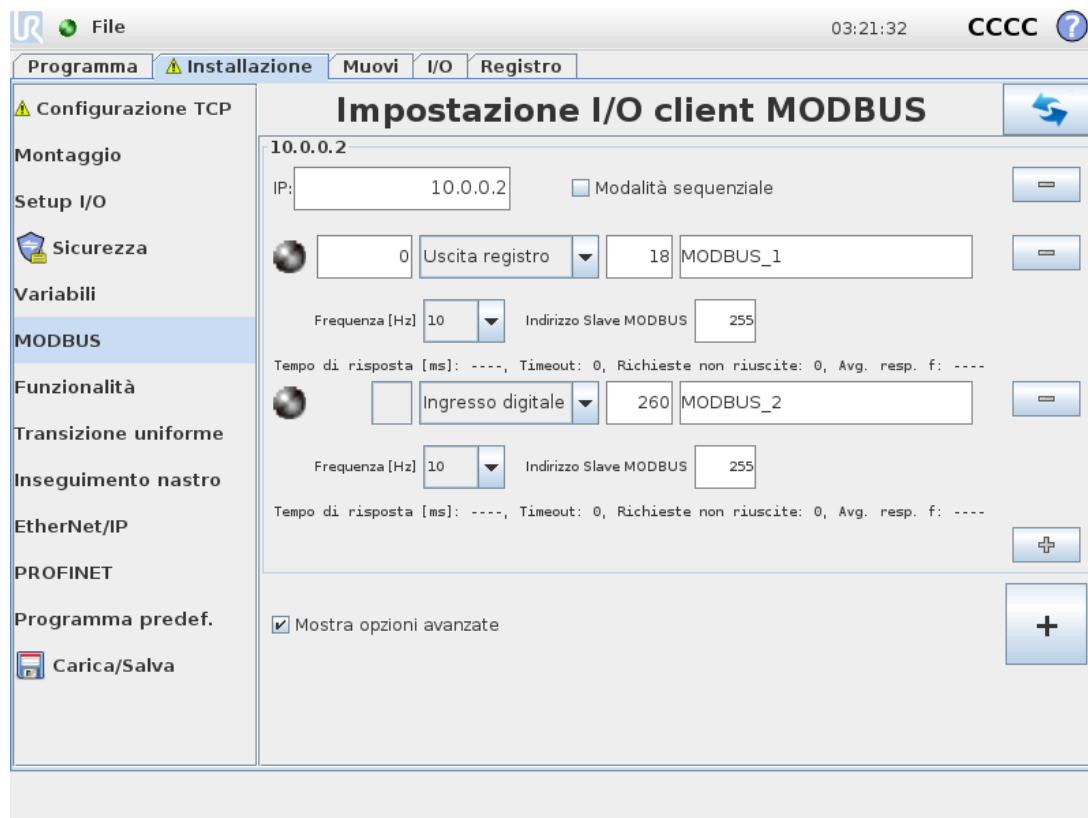 UR File 03:21:32 CCCC ?
Programma Installazione Muovi I/O Registro
Configurazione TCP
Montaggio
Setup I/O
Sicurezza
Variabili
MODBUS
Funzionalità
Transizione uniforme
Inseguimento nastro
EtherNet/IP
PROFINET
Programma predef.
Carica/Salva
Impostazione I/O client MODBUS
10.0.0.2
IP: 10.0.0.2 Modalità sequenziale
0 Uscita registro 18 MODBUS_1
Frequenza [Hz] 10 Indirizzo Slave MODBUS 255
Tempo di risposta [ms]: ----, Timeout: 0, Richieste non riuscite: 0, Avg. resp. f: ----
Ingresso digitale 260 MODBUS_2
Frequenza [Hz] 10 Indirizzo Slave MODBUS 255
Tempo di risposta [ms]: ----, Timeout: 0, Richieste non riuscite: 0, Avg. resp. f: ----
Mostra opzioni avanzate